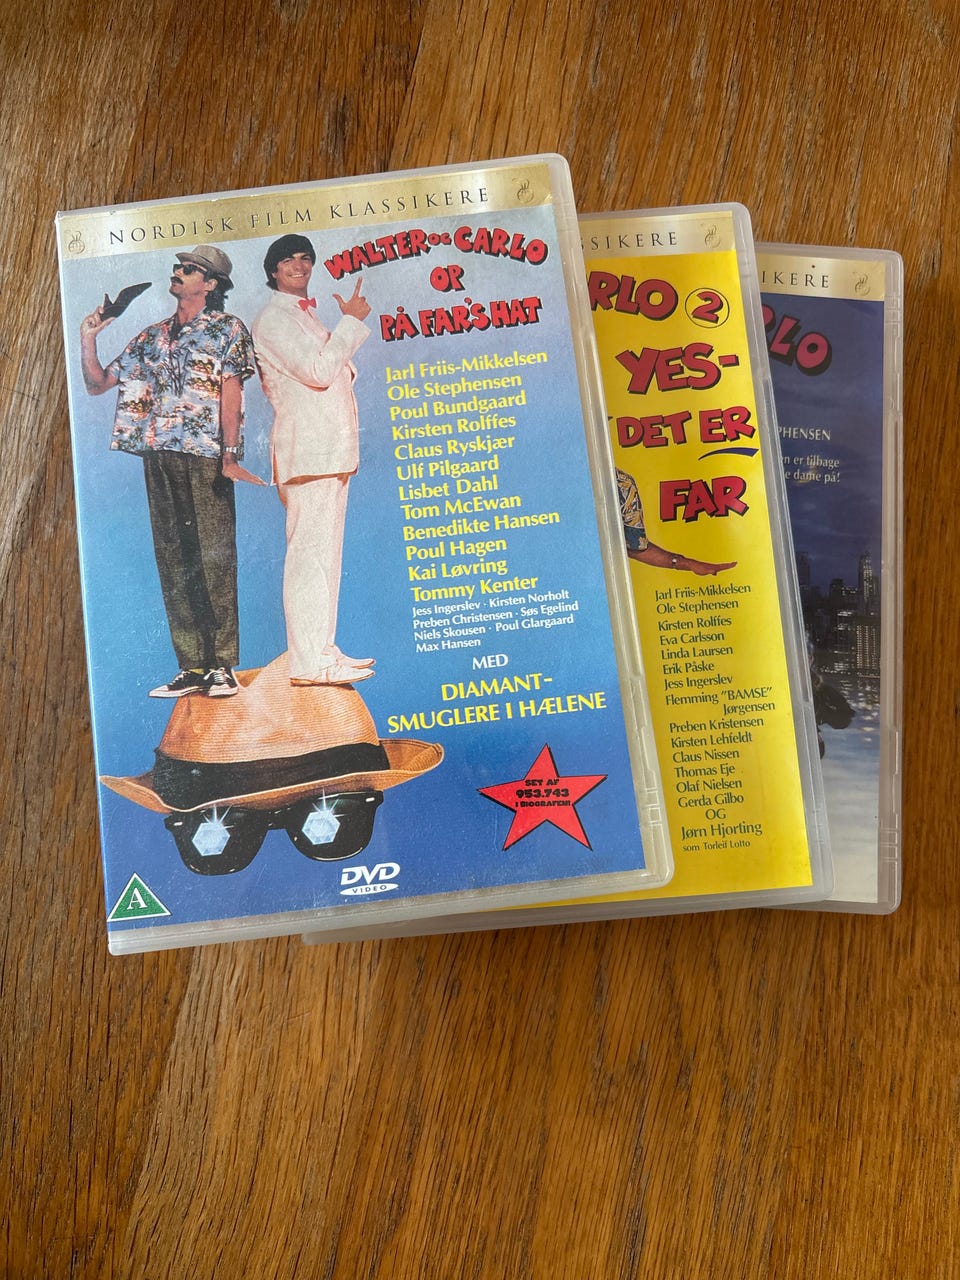 NORDISK FILM KLASSIKERE
WALTER OG CARLO
OP
PÅ FAR'S HAT
Jarl Friis-Mikkelsen
Ole Stephensen
Poul Bundgaard
Kirsten Rolffes
Claus Ryskjær
Ulf Pilgaard
Lisbet Dahl
Tom McEwan
Benedikte Hansen
Poul Hagen
Kai Løvring
Tommy Kenter
Jess Ingerslev · Kirsten Norholt
Preben Christensen · Søs Egelind
Niels Skousen · Poul Glargaard
Max Hansen
MED
DIAMANT-
SMUGLERE I HÆLENE
SET AF
953.743
I BIOGRAFEN!
DVD
VIDEO
A
SSIKERE
RLO 2
YES-
DET ER
FAR
Jarl Friis-Mikkelsen
Ole Stephensen
Kirsten Rolffes
Eva Carlsson
Linda Laursen
Erik Påske
Jess Ingerslev
Flemming "BAMSE"
Jørgensen
Preben Kristensen
Kirsten Lehfeldt
Claus Nissen
Thomas Eje
Olaf Nielsen
Gerda Gilbo
OG
Jørn Hjorting
som Torleif Lotto
IKERE
RLO
PHENSEN
n er tilbage
e dame på!